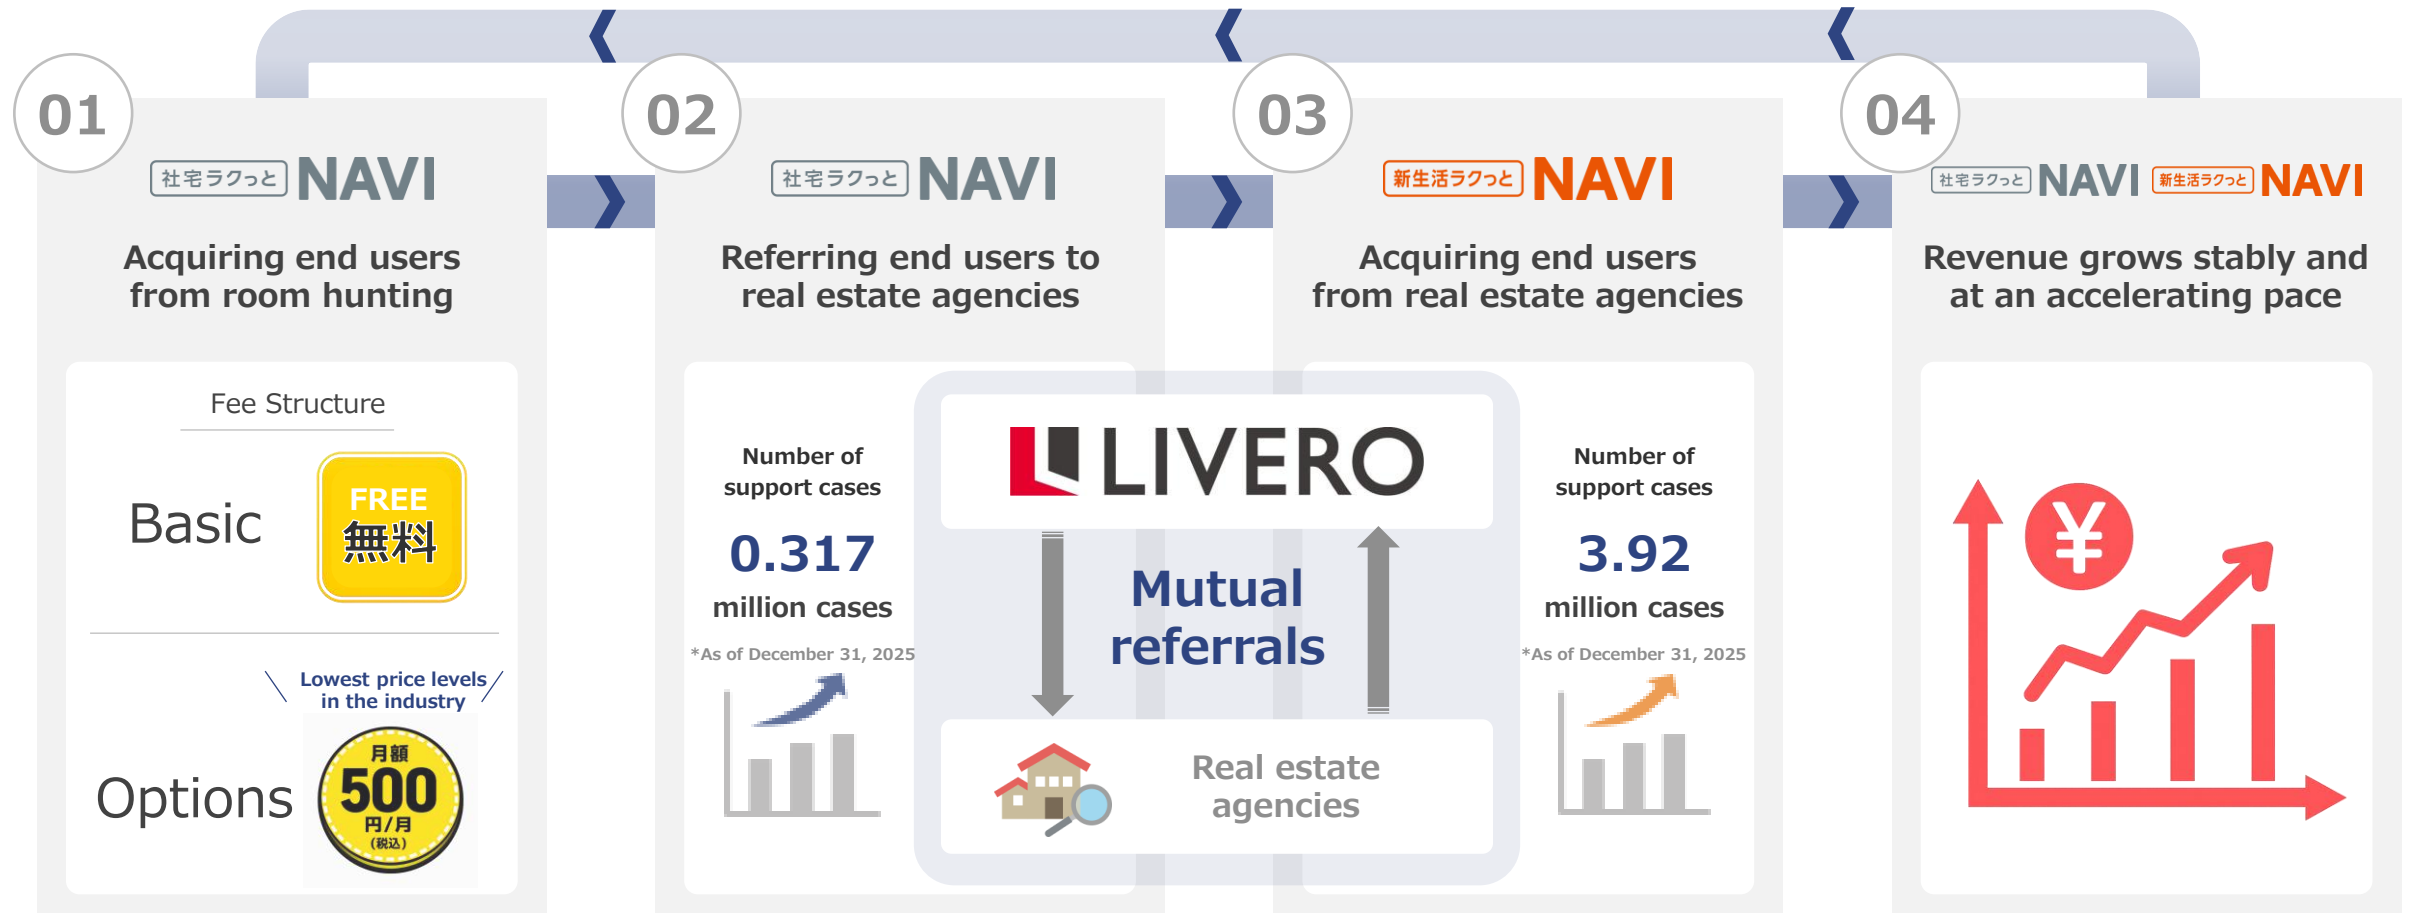 01
社宅ラクっと NAVI
Acquiring end users
from room hunting
Fee Structure
Basic
FREE
無料
Lowest price levels
in the industry
Options
月額
500
円/月
(税込)
02
社宅ラクっと NAVI
Referring end users to
real estate agencies
Number of
support cases
0.317
million cases
*As of December 31, 2025
LIVERO
Mutual
referrals
Real estate
agencies
03
新生活ラクっと NAVI
Acquiring end users
from real estate agencies
Number of
support cases
3.92
million cases
*As of December 31, 2025
04
社宅ラクっと NAVI 新生活ラクっと NAVI
Revenue grows stably and
at an accelerating pace
¥